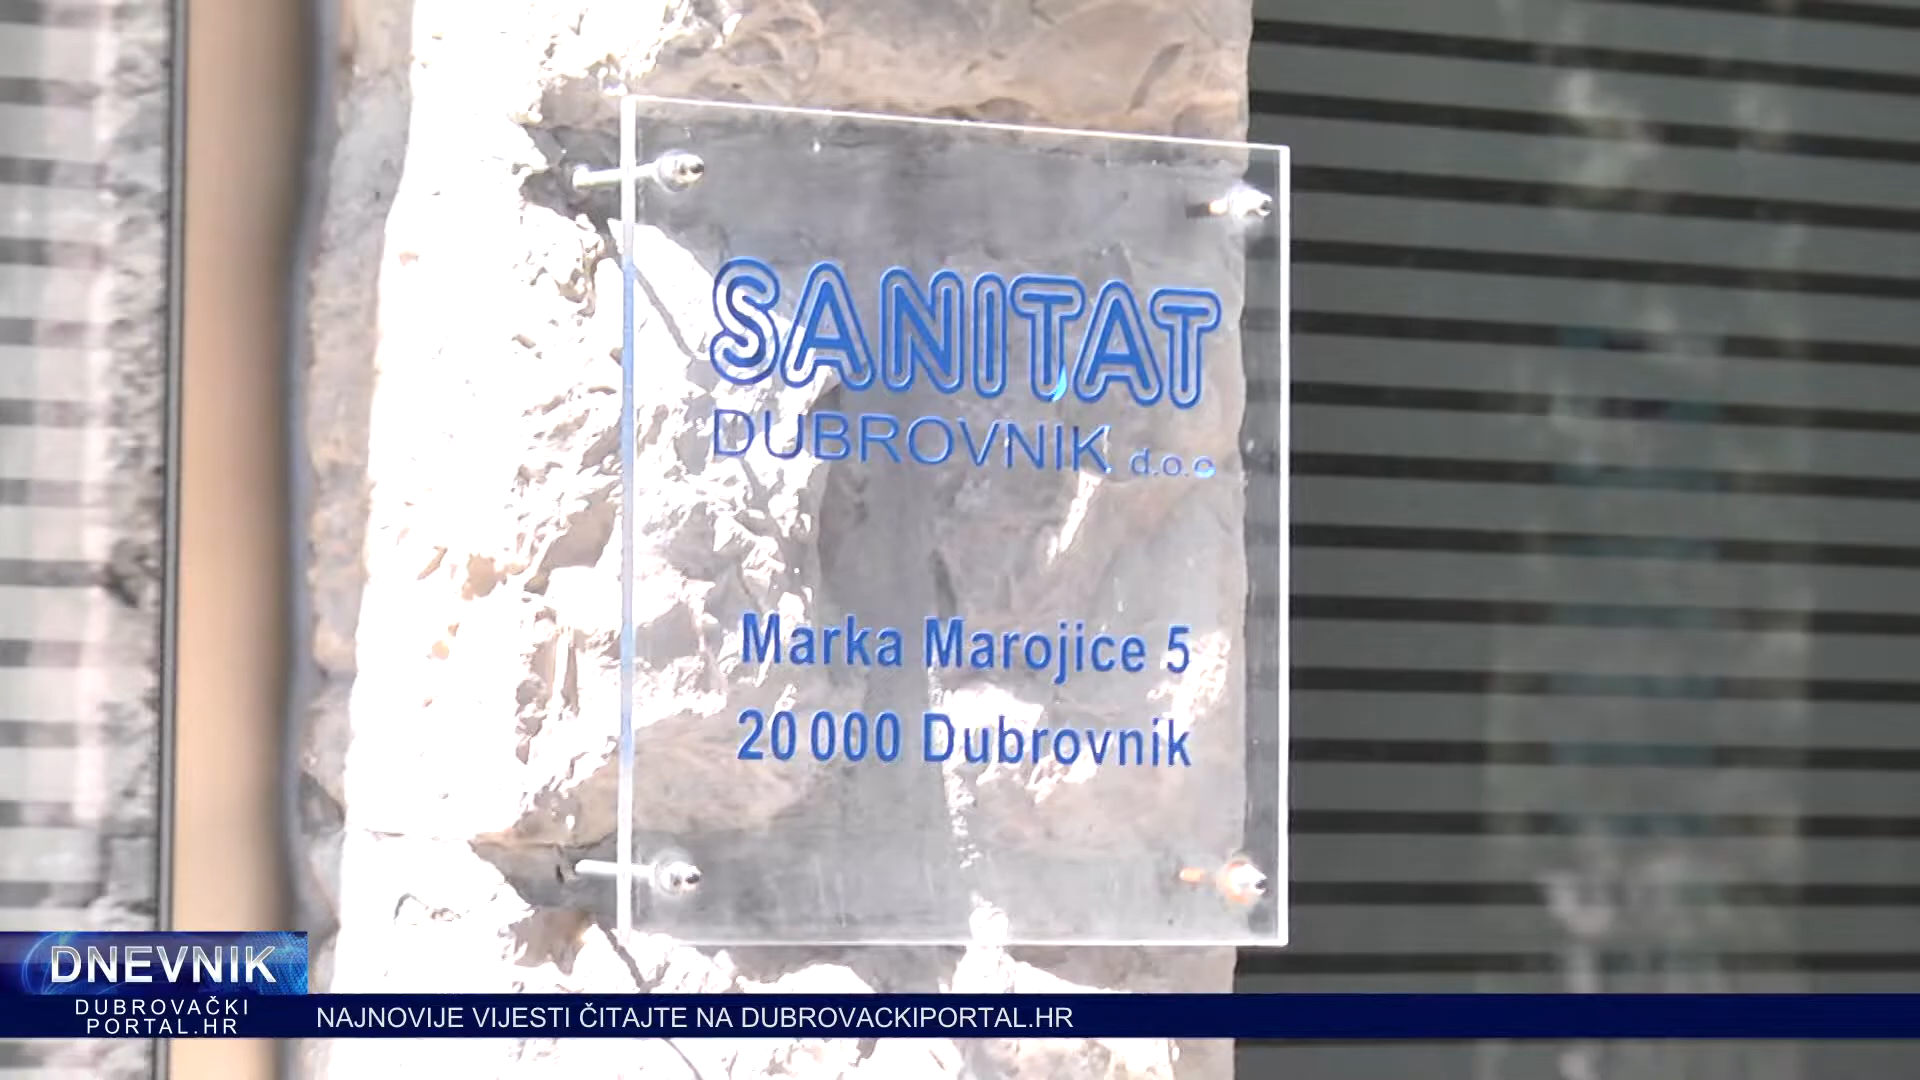 SANITAT
DUBROVNIK d.o.o
Marka Marojice 5
20 000 Dubrovnik
DNEVNIK
DUBROVAČKI
PORTAL.HR
NAJNOVIJE VIJESTI ČITAJTE NA DUBROVACKIPORTAL.HR